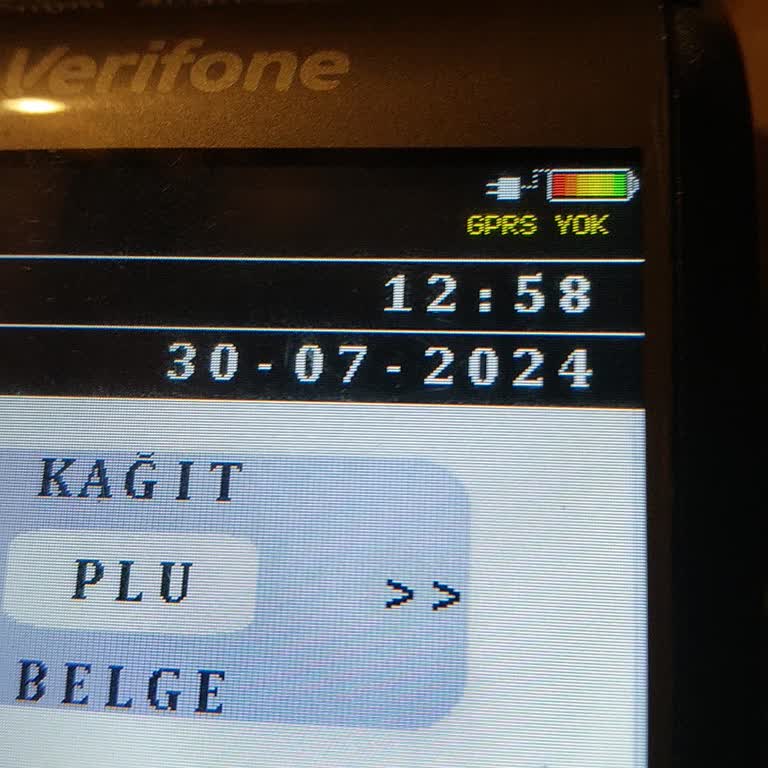 Verifone
GPRS YOK
12:58
30-07-2024
KAĞIT
PLU >>
BELGE